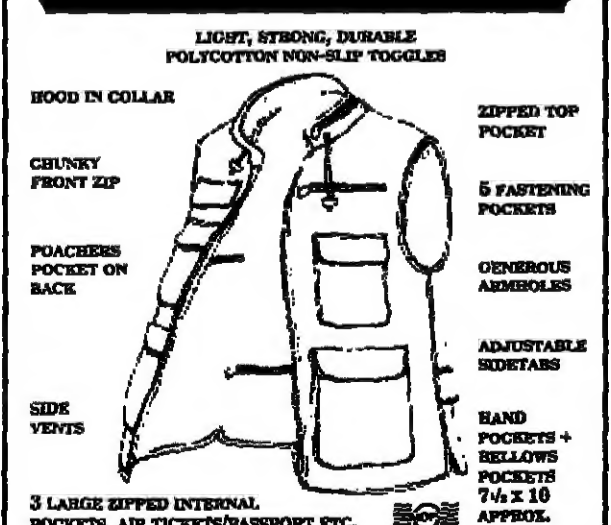 LIGHT, STRONG, DURABLE
POLYCOTTON NON-SLIP TOGGLES
HOOD IN COLLAR
CHUNKY
FRONT ZIP
POACHERS
POCKET ON
BACK
SIDE
VENTS
ZIPPED TOP
POCKET
5 FASTENING
POCKETS
GENEROUS
ARMHOLES
ADJUSTABLE
SIDETABS
HAND
POCKETS +
BELLOWS
POCKETS
7½ X 10
APPROX.
3 LARGE ZIPPED INTERNAL
POCKETS, AIR TICKETS/PASSPORT ETC.